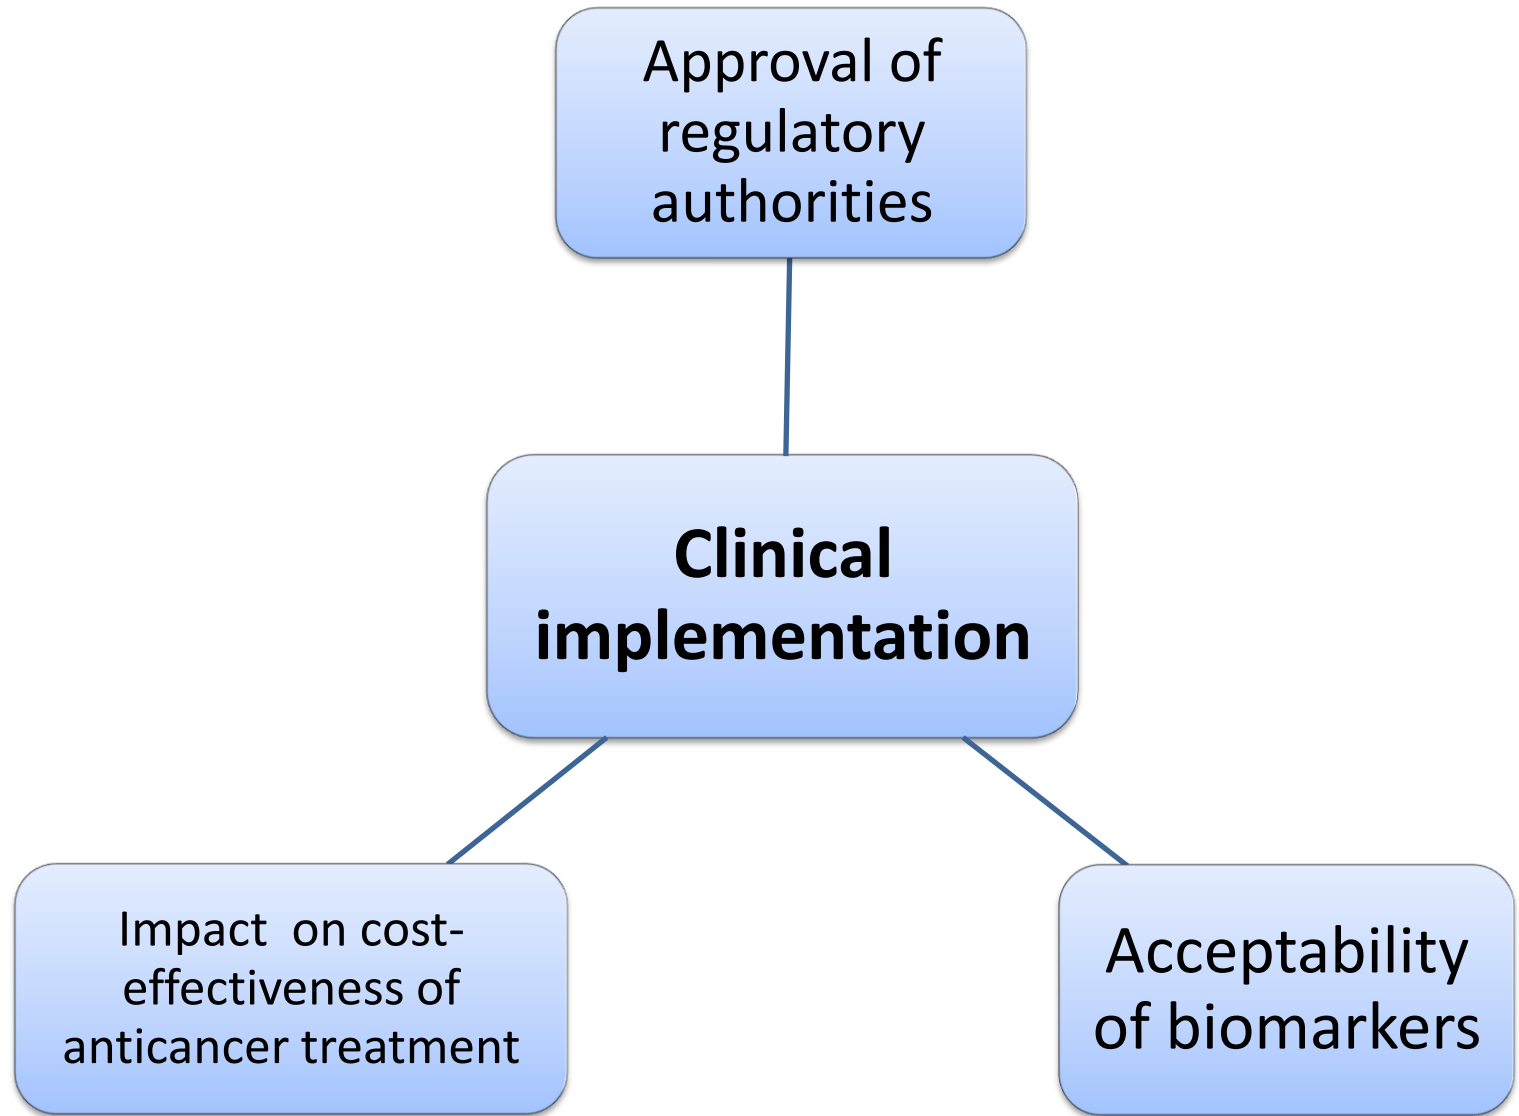 Approval of
regulatory
authorities
Clinical
implementation
Impact  on cost-
effectiveness of
anticancer treatment
Acceptability
of biomarkers